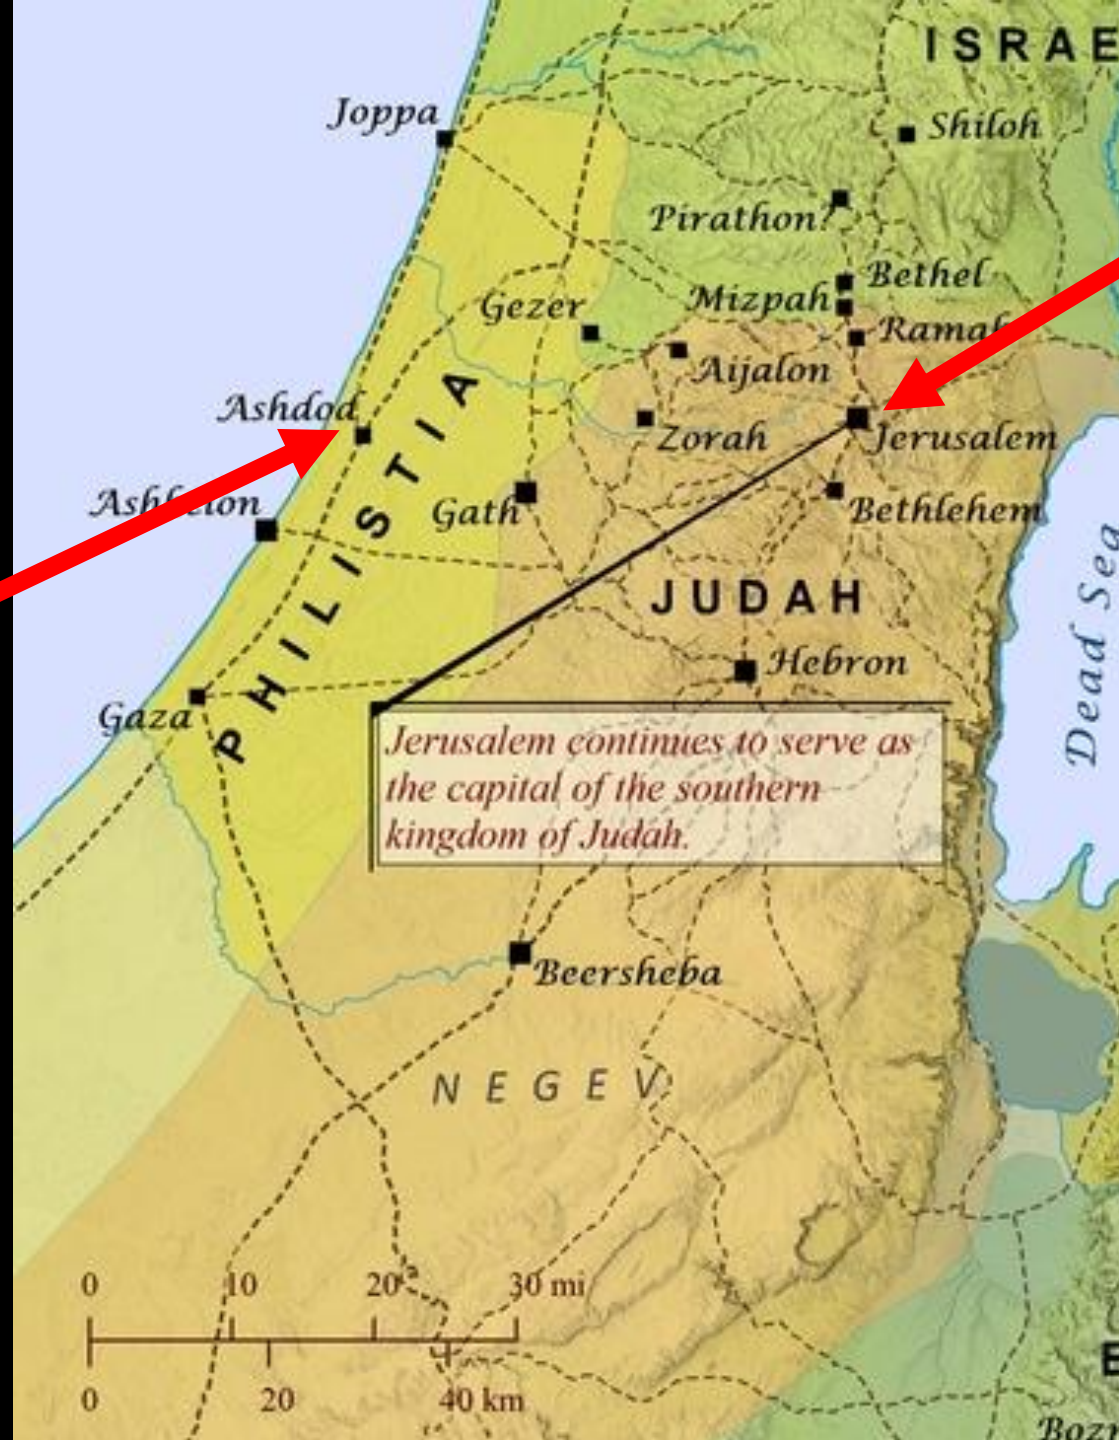 ISRAE
Joppa
Shiloh
Pirathon?
Bethel
Mizpah
Gezer
Ramah
Aijalon
Ashdod
Zorah
Jerusalem
PHILISTIA
Ashkelon
Gath
Bethlehem
JUDAH
Dead Sea
Hebron
Gaza
Jerusalem continues to serve as
the capital of the southern
kingdom of Judah.
Beersheba
NEGEV
0 10 20 30 mi
0 20 40 km
E
Bozr